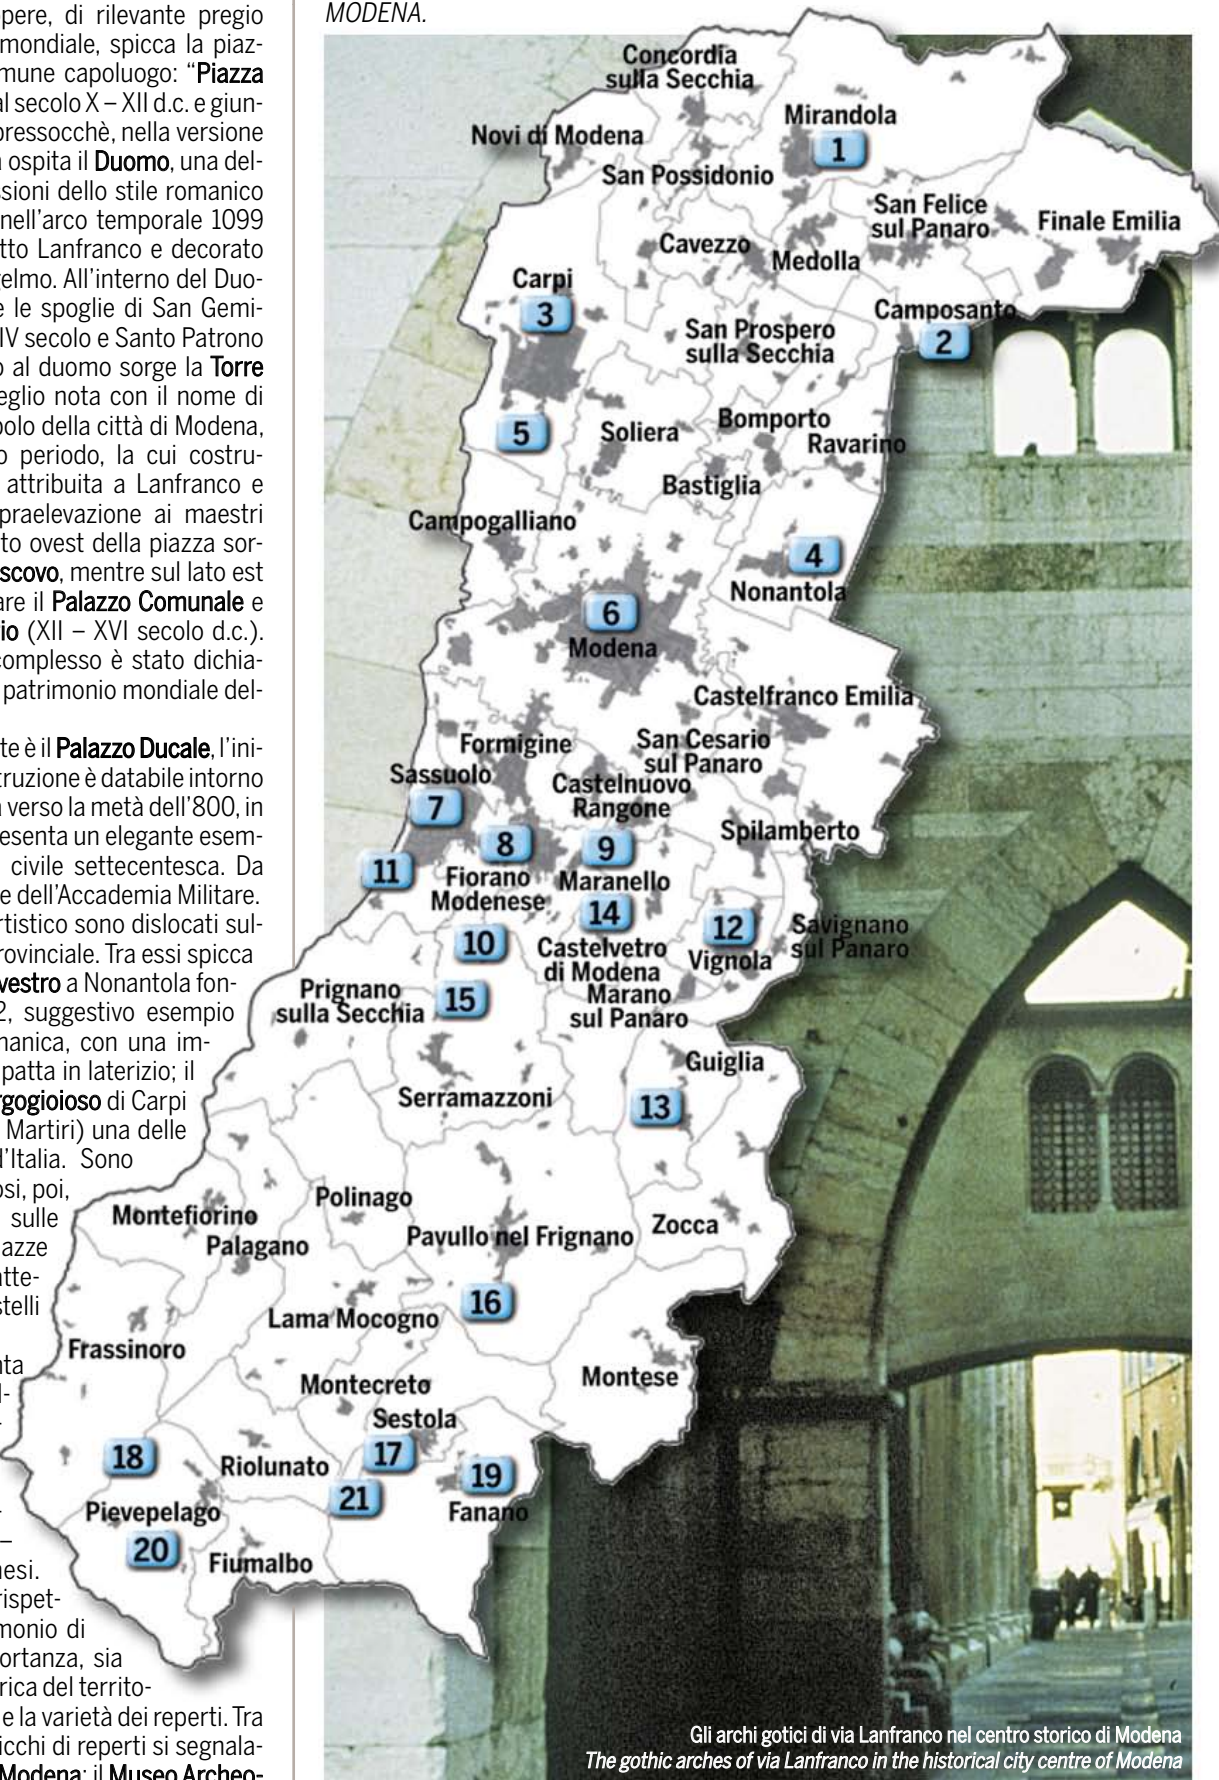 pere, di rilevante pregio
mondiale, spicca la piaz-
mune capoluogo: “Piazza
al secolo X – XII d.c. e giun-
pressocchè, nella versione
a ospita il Duomo, una del-
ssioni dello stile romanico
nell'arco temporale 1099
tto Lanfranco e decorato
gelmo. All'interno del Duo-
e le spoglie di San Gemi-
IV secolo e Santo Patrono
o al duomo sorge la Torre
eglio nota con il nome di
bolo della città di Modena,
o periodo, la cui costru-
attribuita a Lanfranco e
praelevazione ai maestri
to ovest della piazza sor-
scovo, mentre sul lato est
are il Palazzo Comunale e
io (XII – XVI secolo d.c.).
complesso è stato dichia-
patrimonio mondiale del-
te è il Palazzo Ducale, l'ini-
truzione è databile intorno
a verso la metà dell'800, in
esenta un elegante esem-
civile settecentesca. Da
e dell'Accademia Militare.
rtistico sono dislocati sul-
rovinciale. Tra essi spicca
vestro a Nonantola fon-
2, suggestivo esempio
manica, con una im-
patta in laterizio; il
rgogioioso di Carpi
Martiri) una delle
d'Italia. Sono
osi, poi,
sulle
azze
atte-
stelli
nta
l-
-
-
–
nesi.
rispet-
monio di
ortanza, sia
rica del territo-
e la varietà dei reperti. Tra
icchi di reperti si segnala-
Modena; il Museo Archeo-
MODENA.
Concordia
sulla Secchia
Mirandola
1
Novi di Modena
San Possidonio
San Felice
sul Panaro
Finale Emilia
Cavezzo
Medolla
Carpi
3
Camposanto
2
San Prospero
sulla Secchia
5
Soliera
Bomporto
Ravarino
Bastiglia
Campogalliano
4
Nonantola
6
Modena
Castelfranco Emilia
Formigine
San Cesario
sul Panaro
Sassuolo
7
Castelnuovo
Rangone
Spilamberto
8
9
11
Fiorano
Modenese
Maranello
14
12
Savignano
sul Panaro
10
Castelvetro
di Modena
Vignola
Prignano
sulla Secchia
15
Marano
sul Panaro
Guiglia
Serramazzoni
13
Polinago
Montefiorino
Pavullo nel Frignano
Zocca
Palagano
16
Lama Mocogno
Frassinoro
Montese
Montecreto
Sestola
17
18
Riolunato
19
21
Fanano
Pievepelago
20
Fiumalbo
Gli archi gotici di via Lanfranco nel centro storico di Modena
The gothic arches of via Lanfranco in the historical city centre of Modena